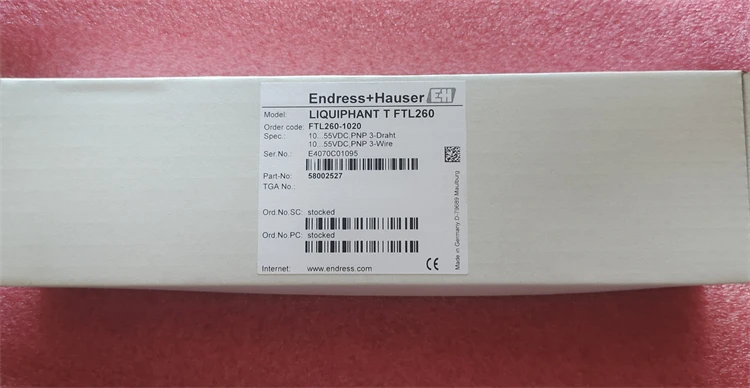 Endress+Hauser EH
Model: LIQUIPHANT T FTL260
Order code: FTL260-1020
Spec.: 10...55VDC,PNP 3-Draht
10...55VDC,PNP 3-Wire
Ser.No.: E4070C01095
Part-No: 58002527
TGA No.:
Ord.No.SC: stocked
Ord.No.PC: stocked
Internet: www.endress.com
CE
Made in Germany,D-79689 Maulburg